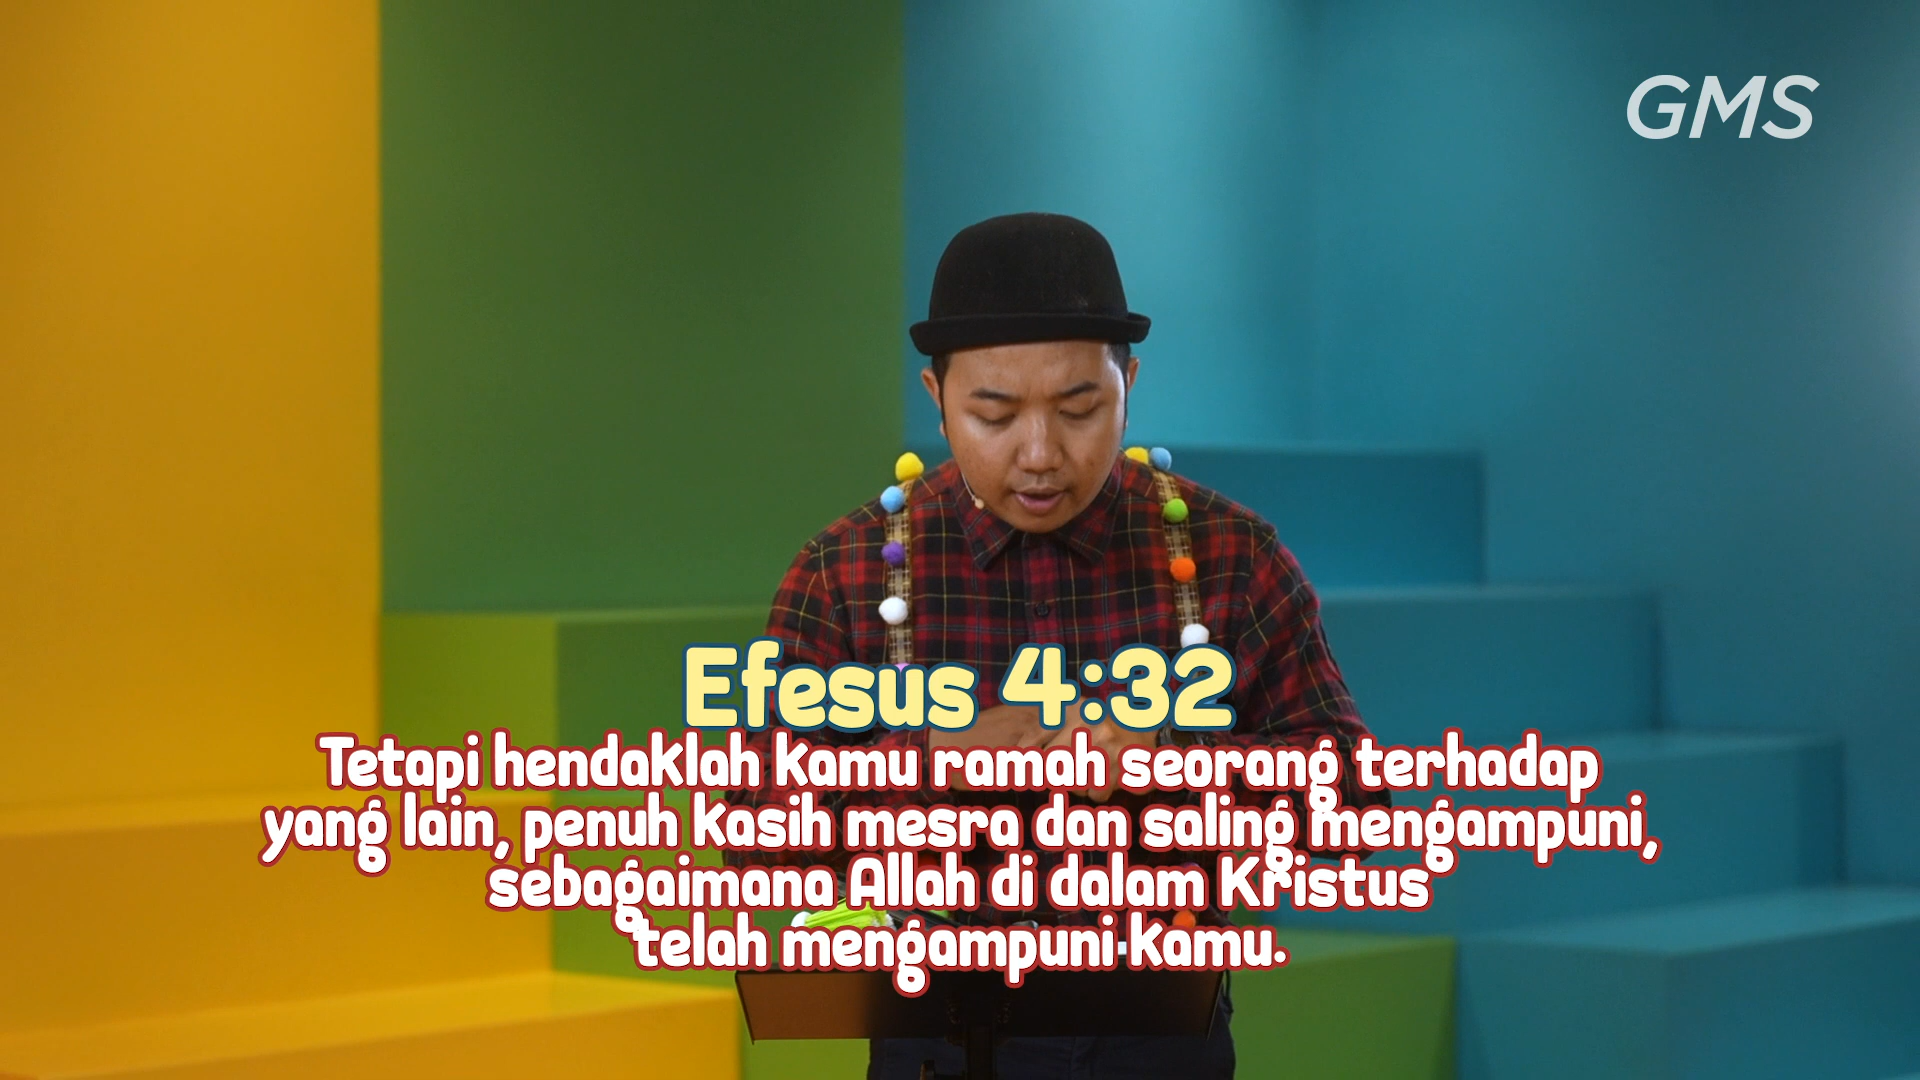 GMS
Efesus 4:32
Tetapi hendaklah kamu ramah seorang terhadap
yang lain, penuh kasih mesra dan saling mengampuni,
sebagaimana Allah di dalam Kristus
telah mengampuni kamu.